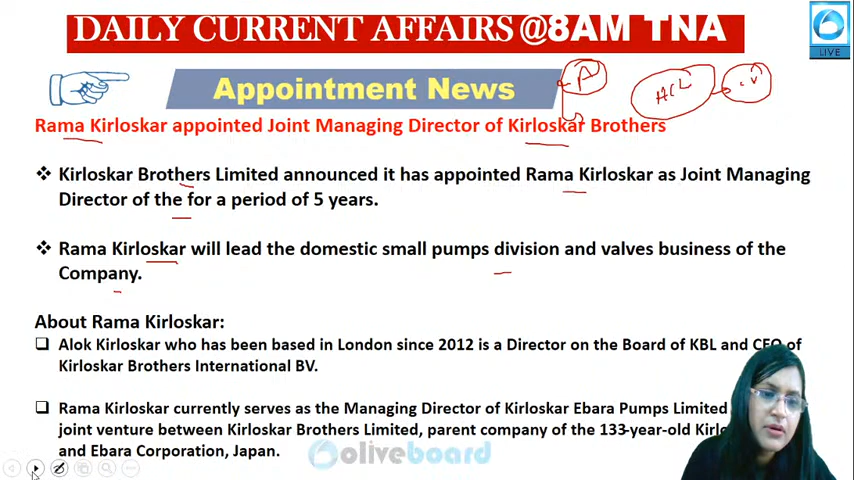 DAILY CURRENT AFFAIRS @8AM TNA
LIVE
Appointment News
A
HCL
Rama Kirloskar appointed Joint Managing Director of Kirloskar Brothers
❖ Kirloskar Brothers Limited announced it has appointed Rama Kirloskar as Joint Managing
Director of the for a period of 5 years.
❖ Rama Kirloskar will lead the domestic small pumps division and valves business of the
Company.
About Rama Kirloskar:
❑ Alok Kirloskar who has been based in London since 2012 is a Director on the Board of KBL and CEO of
Kirloskar Brothers International BV.
❑ Rama Kirloskar currently serves as the Managing Director of Kirloskar Ebara Pumps Limited
joint venture between Kirloskar Brothers Limited, parent company of the 133-year-old
and Ebara Corporation, Japan.
oliveboard